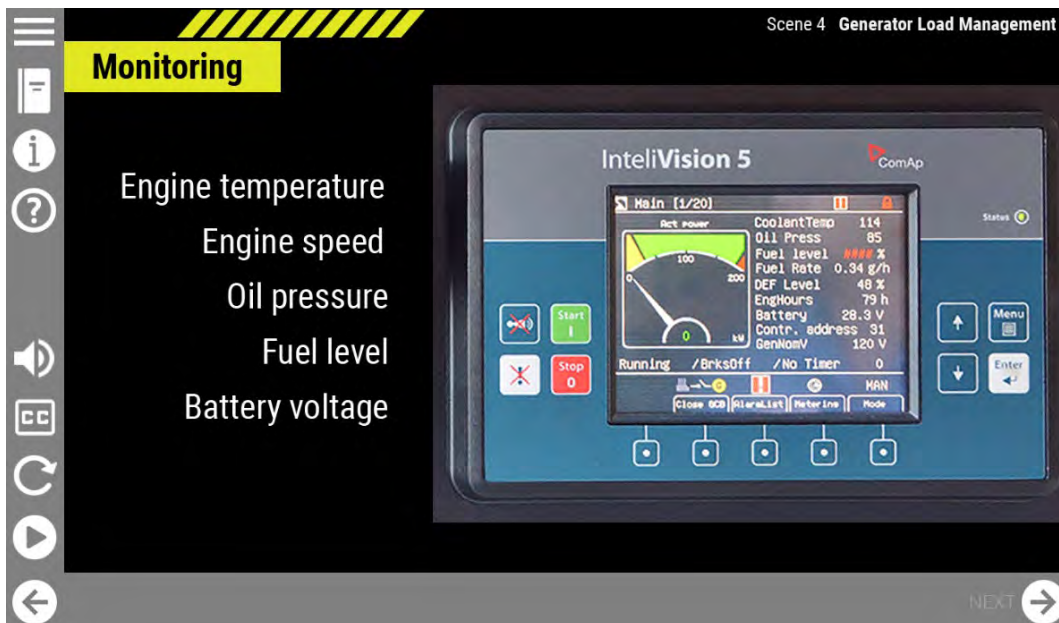 Scene 4 Generator Load Management
Monitoring
Engine temperature
Engine speed
Oil pressure
Fuel level
Battery voltage
InteliVision 5
ComAp
Main [1/20]
Act power
0
100
200
0
kW
CoolantTemp 114
Oil Press 85
Fuel level #### %
Fuel Rate 0.34 g/h
DEF Level 48 %
EngHours 79 h
Battery 28.3 V
Contr. address 31
GenNomV 120 V
Running /BrksOff /No Timer 0
G
MAN
Close GCB AlarmList Metering Mode
Status
Start
I
Stop
0
Menu
Enter
CC
NEXT